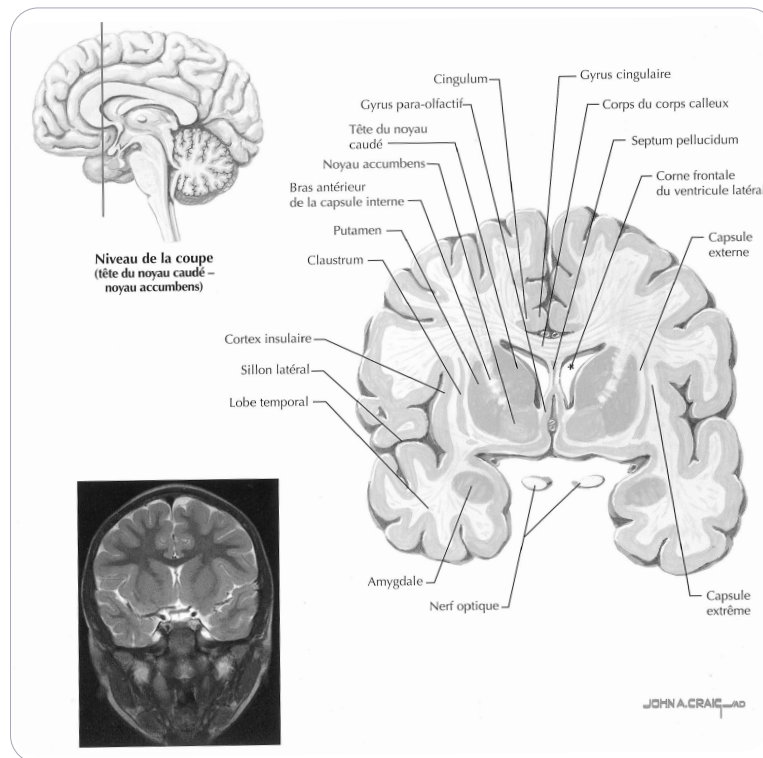 Cingulum
Gyrus para-olfactif
Tête du noyau
caudé
Noyau accumbens
Bras antérieur
de la capsule interne
Putamen
Claustrum
Cortex insulaire
Sillon latéral
Lobe temporal
Gyrus cingulaire
Corps du corps calleux
Septum pellucidum
Corne frontale
du ventricule latéral
Capsule
externe
Niveau de la coupe
(tête du noyau caudé –
noyau accumbens)
Amygdale
Nerf optique
Capsule
extrême
JOHN A. CRAIG_MD